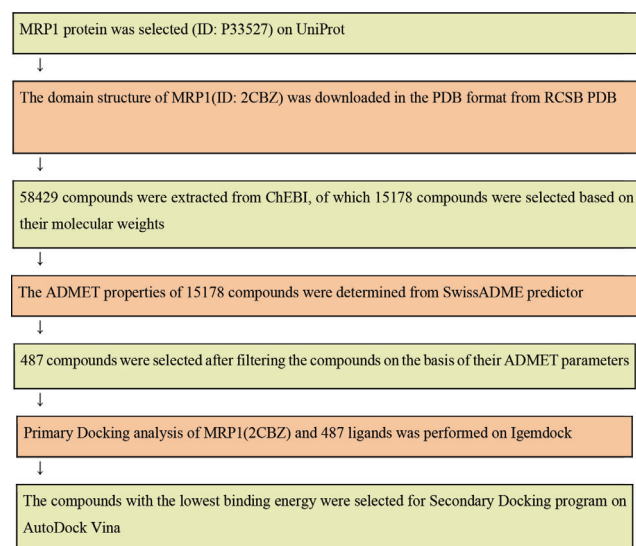 MRP1 protein was selected (ID: P33527) on UniProt
↓
The domain structure of MRP1(ID: 2CBZ) was downloaded in the PDB format from RCSB PDB
↓
58429 compounds were extracted from ChEBI, of which 15178 compounds were selected based on
their molecular weights
↓
The ADMET properties of 15178 compounds were determined from SwissADME predictor
↓
487 compounds were selected after filtering the compounds on the basis of their ADMET parameters
↓
Primary Docking analysis of MRP1(2CBZ) and 487 ligands was performed on Igemdock
↓
The compounds with the lowest binding energy were selected for Secondary Docking program on
AutoDock Vina